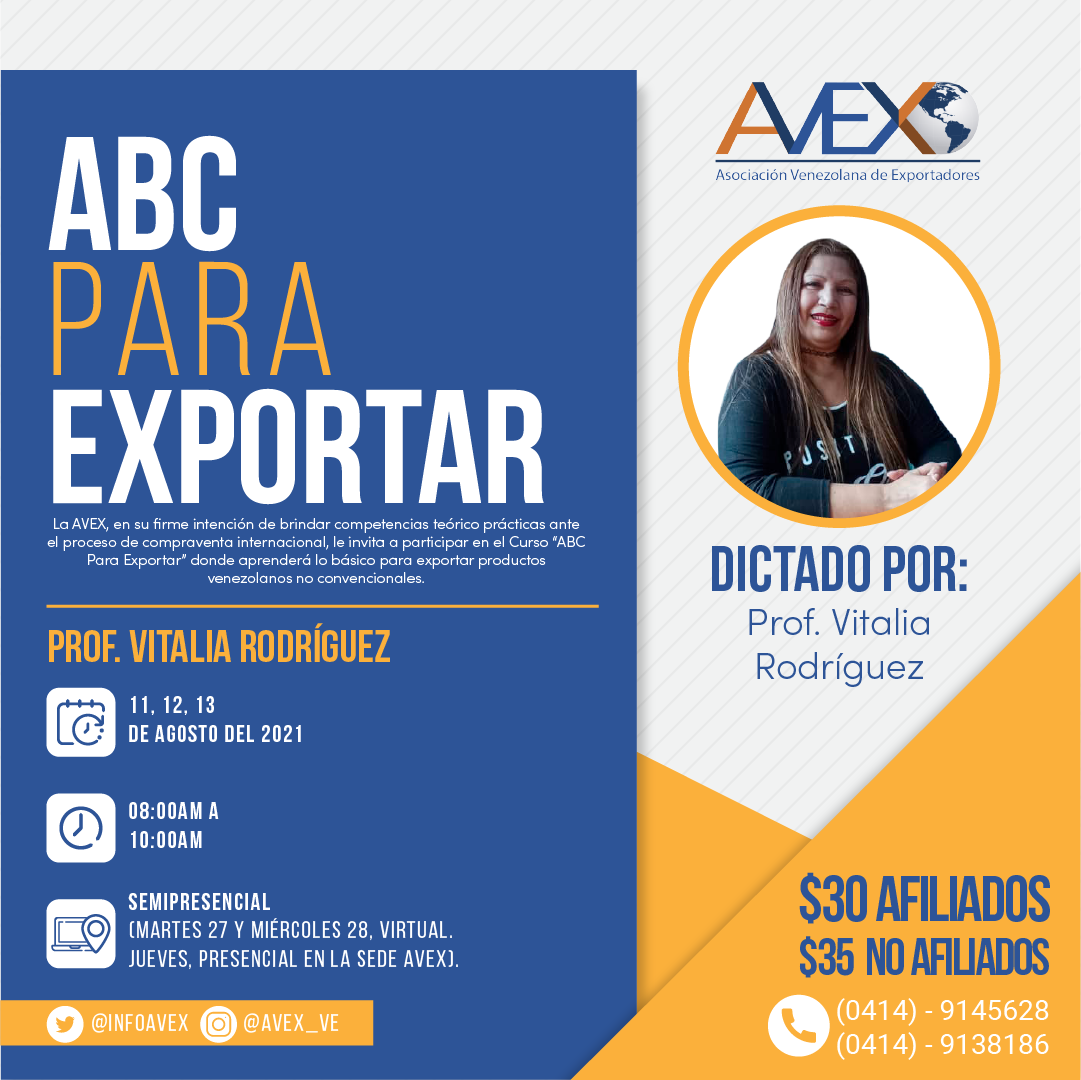 ABC
PARA
EXPORTAR
La AVEX, en su firme intención de brindar competencias teórico prácticas ante
el proceso de compraventa internacional, le invita a participar en el Curso “ABC
Para Exportar” donde aprenderá lo básico para exportar productos
venezolanos no convencionales.
PROF. VITALIA RODRÍGUEZ
11, 12, 13
DE AGOSTO DEL 2021
08:00AM A
10:00AM
SEMIPRESENCIAL
(MARTES 27 Y MIÉRCOLES 28, VIRTUAL.
JUEVES, PRESENCIAL EN LA SEDE AVEX).
@INFOAVEX @AVEX_VE
AVEX
Asociación Venezolana de Exportadores
POSIT
DICTADO POR:
Prof. Vitalia
Rodríguez
$30 AFILIADOS
$35 NO AFILIADOS
(0414) - 9145628
(0414) - 9138186